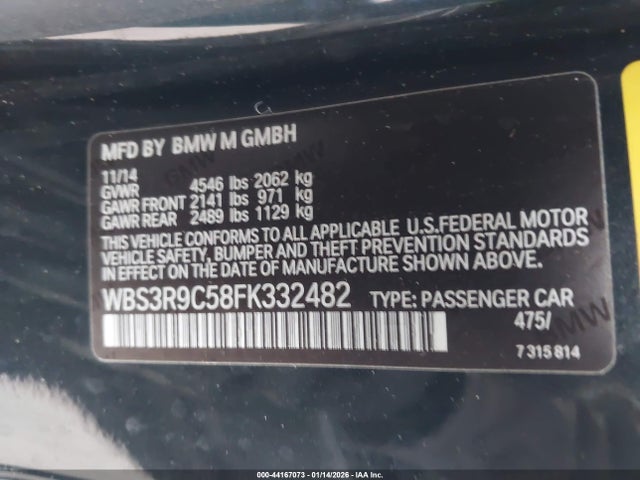 MFD BY BMW M GMBH
11/14
GVWR 4546 lbs 2062 kg
GAWR FRONT 2141 lbs 971 kg
GAWR REAR 2489 lbs 1129 kg
THIS VEHICLE CONFORMS TO ALL APPLICABLE U.S.FEDERAL MOTOR
VEHICLE SAFETY, BUMPER AND THEFT PREVENTION STANDARDS
IN EFFECT ON THE DATE OF MANUFACTURE SHOWN ABOVE.
WBS3R9C58FK332482 TYPE: PASSENGER CAR
475/
7 315 814
000-44167073 - 01/14/2026 - IAA Inc.